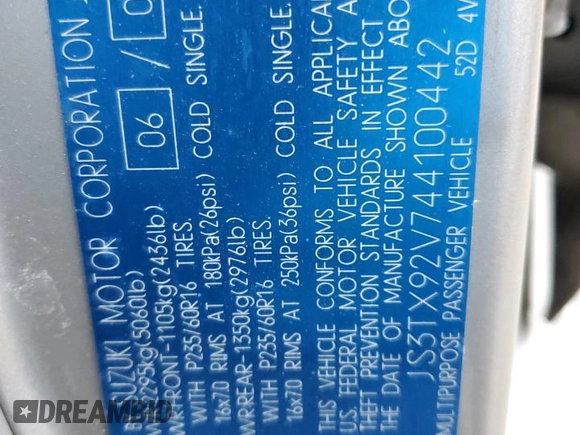 SUZUKI MOTOR CORPORATION
06 / 0
2295kg(5060lb)
FRONT-1105kg(2436lb)
WITH P235/60R16 TIRES.
16x7.0 RIMS AT 180kPa(26psi) COLD SINGLE.
WRREAR-1350kg(2976lb)
WITH P235/60R16 TIRES.
16x7.0 RIMS AT 250kPa(36psi) COLD SINGLE.
THIS VEHICLE CONFORMS TO ALL APPLICA
U.S. FEDERAL MOTOR VEHICLE SAFETY A
THEFT PREVENTION STANDARDS IN EFFECT
THE DATE OF MANUFACTURE SHOWN ABO
JS3TX92V744100442
MULTIPURPOSE PASSENGER VEHICLE 52D 4V
DREAMBID